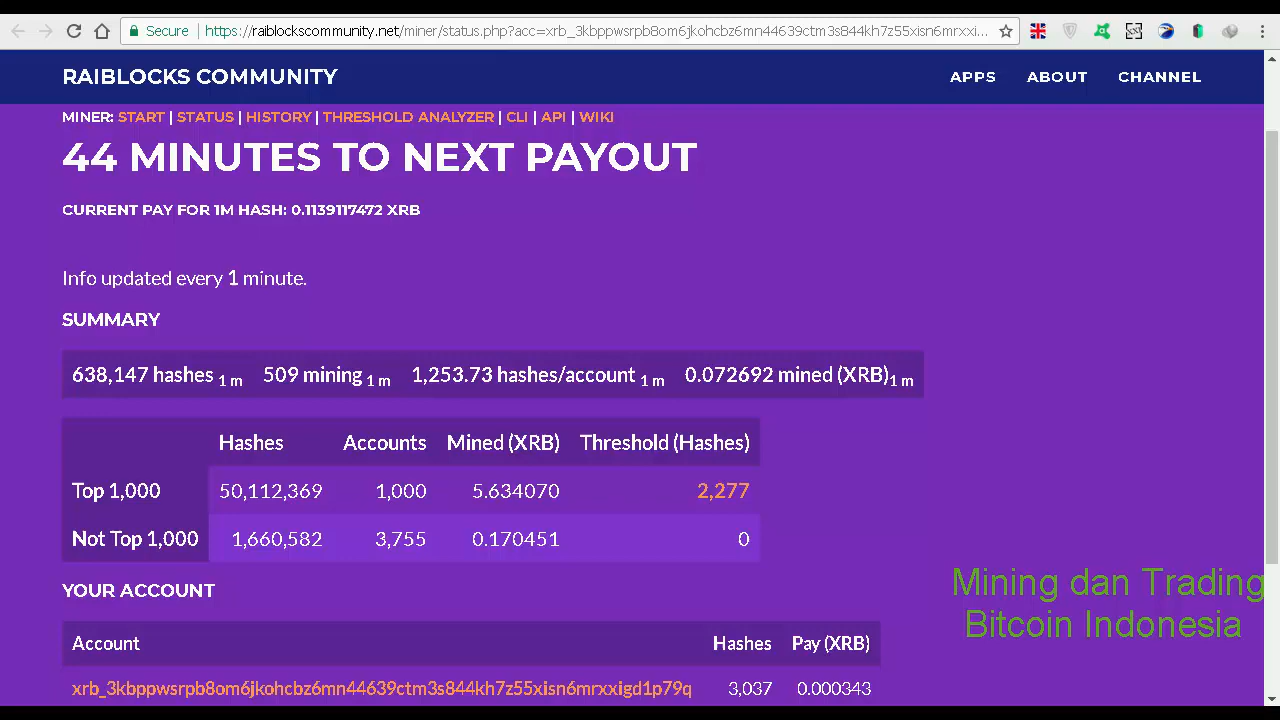 Secure https://raiblockscommunity.net/miner/status.php?acc=xrb_3kbppwsrpb8om6jkohcbz6mn44639ctm3s844kh7z55xisn6mrxxi...
RAIBLOCKS COMMUNITY APPS ABOUT CHANNEL
MINER: START | STATUS | HISTORY | THRESHOLD ANALYZER | CLI | API | WIKI
44 MINUTES TO NEXT PAYOUT
CURRENT PAY FOR 1M HASH: 0.1139117472 XRB
Info updated every 1 minute.
SUMMARY
638,147 hashes 1 m 509 mining 1 m 1,253.73 hashes/account 1 m 0.072692 mined (XRB) 1 m
Hashes Accounts Mined (XRB) Threshold (Hashes)
Top 1,000 50,112,369 1,000 5.634070 2,277
Not Top 1,000 1,660,582 3,755 0.170451 0
YOUR ACCOUNT
Account Hashes Pay (XRB)
xrb_3kbppwsrpb8om6jkohcbz6mn44639ctm3s844kh7z55xisn6mrxxigd1p79q 3,037 0.000343
Mining dan Trading
Bitcoin Indonesia